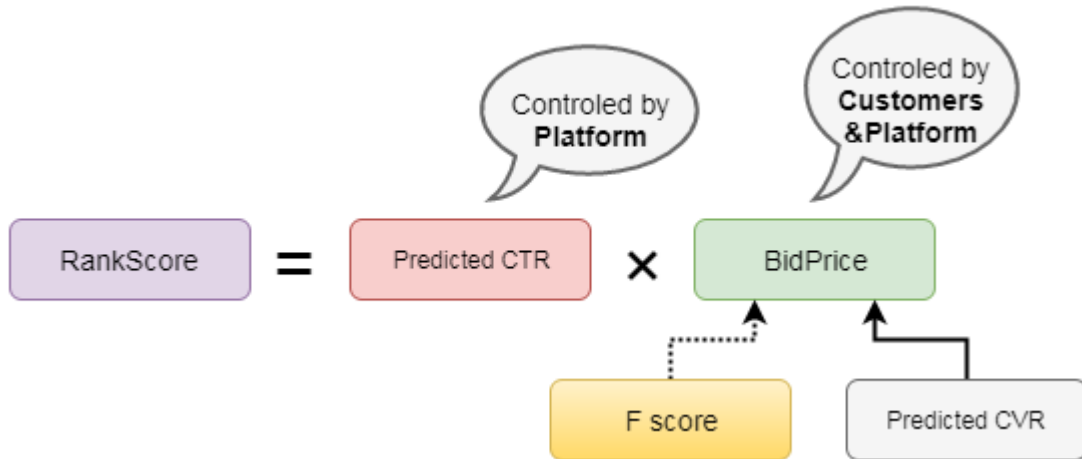 Controled by
Platform
Controled by
Customers
&Platform
RankScore = Predicted CTR × BidPrice
F score
Predicted CVR